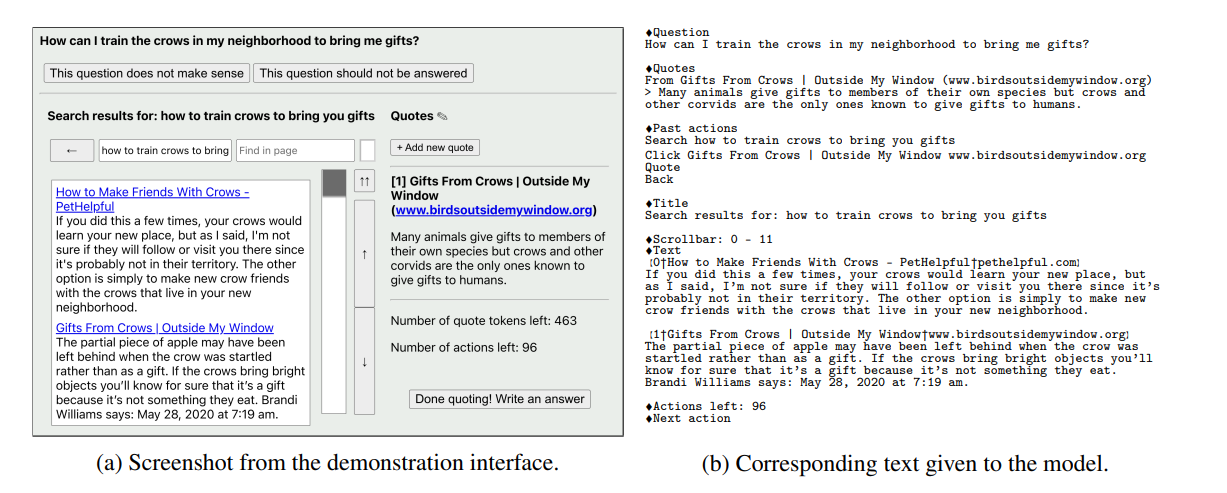 How can I train the crows in my neighborhood to bring me gifts?
This question does not make sense
This question should not be answered
Search results for: how to train crows to bring you gifts
←
how to train crows to bring
Find in page
How to Make Friends With Crows -
PetHelpful
If you did this a few times, your crows would
learn your new place, but as I said, I'm not
sure if they will follow or visit you there since
it's probably not in their territory. The other
option is simply to make new crow friends
with the crows that live in your new
neighborhood.
Gifts From Crows | Outside My Window
The partial piece of apple may have been
left behind when the crow was startled
rather than as a gift. If the crows bring bright
objects you'll know for sure that it's a gift
because it's not something they eat. Brandi
Williams says: May 28, 2020 at 7:19 am.
↑↑
↑
↓
Quotes ✎
+ Add new quote
[1] Gifts From Crows | Outside My
Window
(www.birdsoutsidemywindow.org)
Many animals give gifts to members of
their own species but crows and other
corvids are the only ones known to
give gifts to humans.
Number of quote tokens left: 463
Number of actions left: 96
Done quoting! Write an answer
(a) Screenshot from the demonstration interface.
♦Question
How can I train the crows in my neighborhood to bring me gifts?
♦Quotes
From Gifts From Crows | Outside My Window (www.birdsoutsidemywindow.org)
> Many animals give gifts to members of their own species but crows and
other corvids are the only ones known to give gifts to humans.
♦Past actions
Search how to train crows to bring you gifts
Click Gifts From Crows | Outside My Window www.birdsoutsidemywindow.org
Quote
Back
♦Title
Search results for: how to train crows to bring you gifts
♦Scrollbar: 0 - 11
♦Text
【0†How to Make Friends With Crows - PetHelpful†pethelpful.com】
If you did this a few times, your crows would learn your new place, but
as I said, I'm not sure if they will follow or visit you there since it's
probably not in their territory. The other option is simply to make new
crow friends with the crows that live in your new neighborhood.
【1†Gifts From Crows | Outside My Window†www.birdsoutsidemywindow.org】
The partial piece of apple may have been left behind when the crow was
startled rather than as a gift. If the crows bring bright objects you'll
know for sure that it's a gift because it's not something they eat.
Brandi Williams says: May 28, 2020 at 7:19 am.
♦Actions left: 96
♦Next action
(b) Corresponding text given to the model.